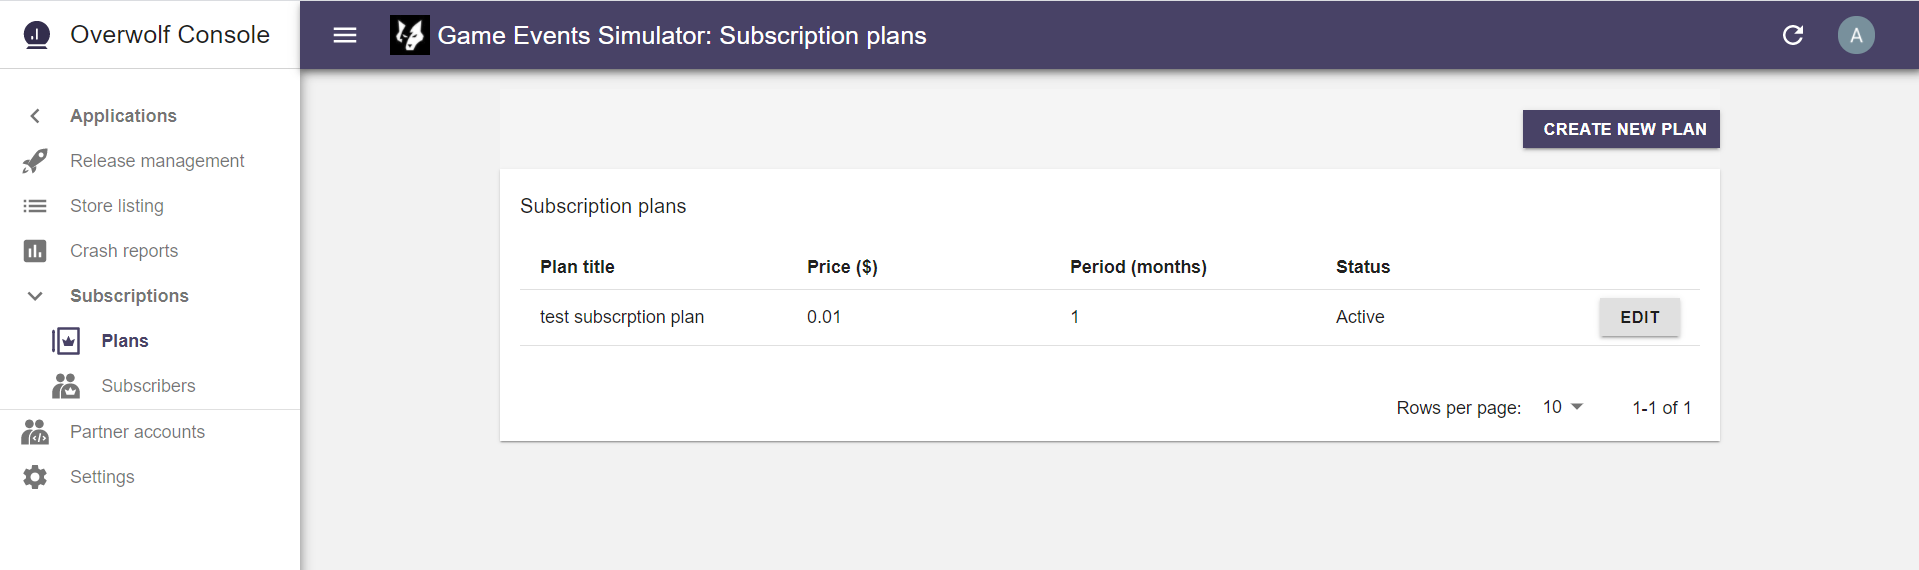 Overwolf Console
Game Events Simulator: Subscription plans
A
Applications
Release management
Store listing
Crash reports
Subscriptions
Plans
Subscribers
Partner accounts
Settings
CREATE NEW PLAN
Subscription plans
Plan title Price ($) Period (months) Status
test subscrption plan 0.01 1 Active EDIT
Rows per page: 10 1-1 of 1